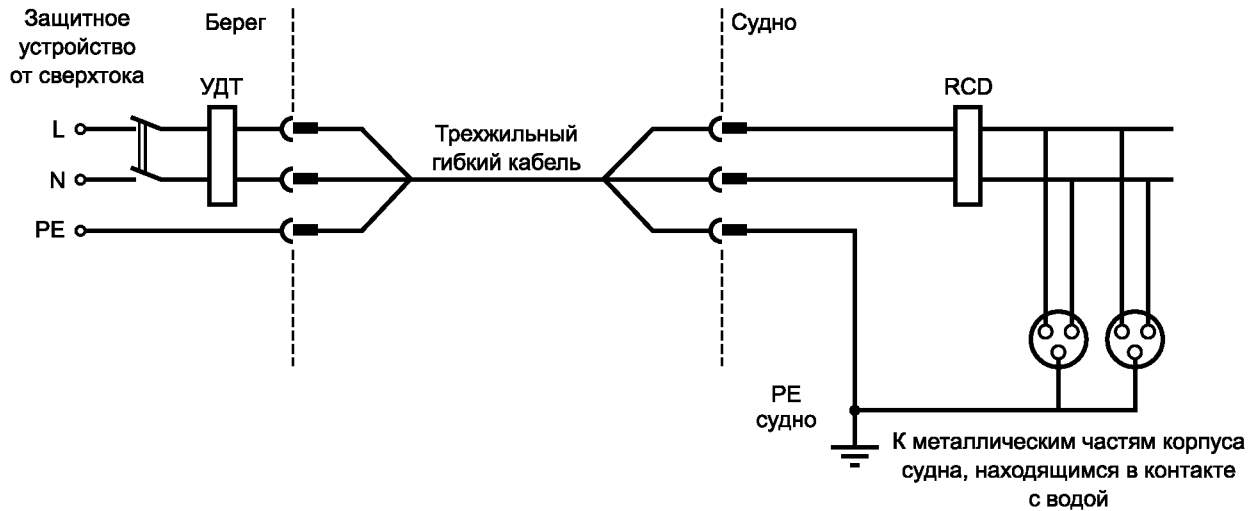 Защитное
устройство
от сверхтока
Берег
Судно
УДТ
RCD
L
Трехжильный
гибкий кабель
N
PE
PE
судно
К металлическим частям корпуса
судна, находящимся в контакте
с водой